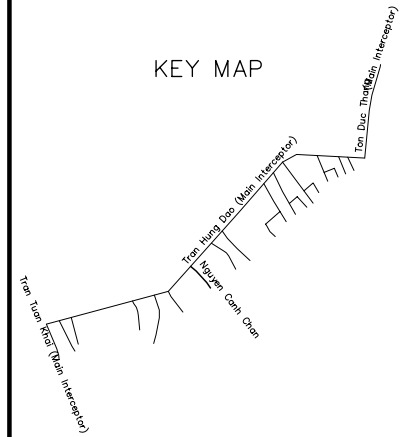 KEY MAP
Ton Duc Thang (Main Interceptor)
Tran Hung Dao (Main Interceptor)
Nguyen Canh Chan
Tran Tuan Khai (Main Interceptor)